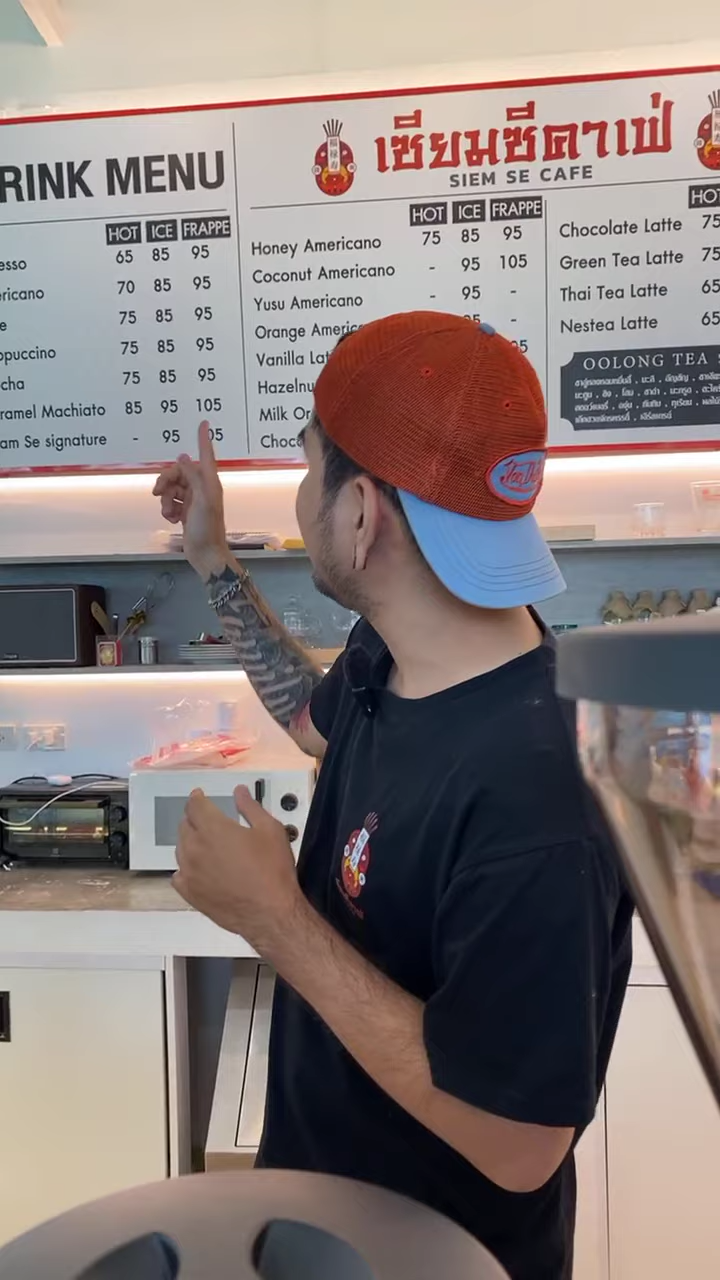 RINK MENU
HOT ICE FRAPPE
esso 65 85 95
ericano 70 85 95
e 75 85 95
ppuccino 75 85 95
cha 75 85 95
ramel Machiato 85 95 105
am Se signature - 95 05
เซียมซีคาเฟ่
SIEM SE CAFE
HOT ICE FRAPPE
Honey Americano 75 85 95
Coconut Americano - 95 105
Yusu Americano - 95 -
Orange Americ 95 -
Vanilla Lat 95
Hazelnu
Milk Or
Choc
HO
Chocolate Latte 75
Green Tea Latte 75
Thai Tea Latte 65
Nestea Latte 65
OOLONG TEA S